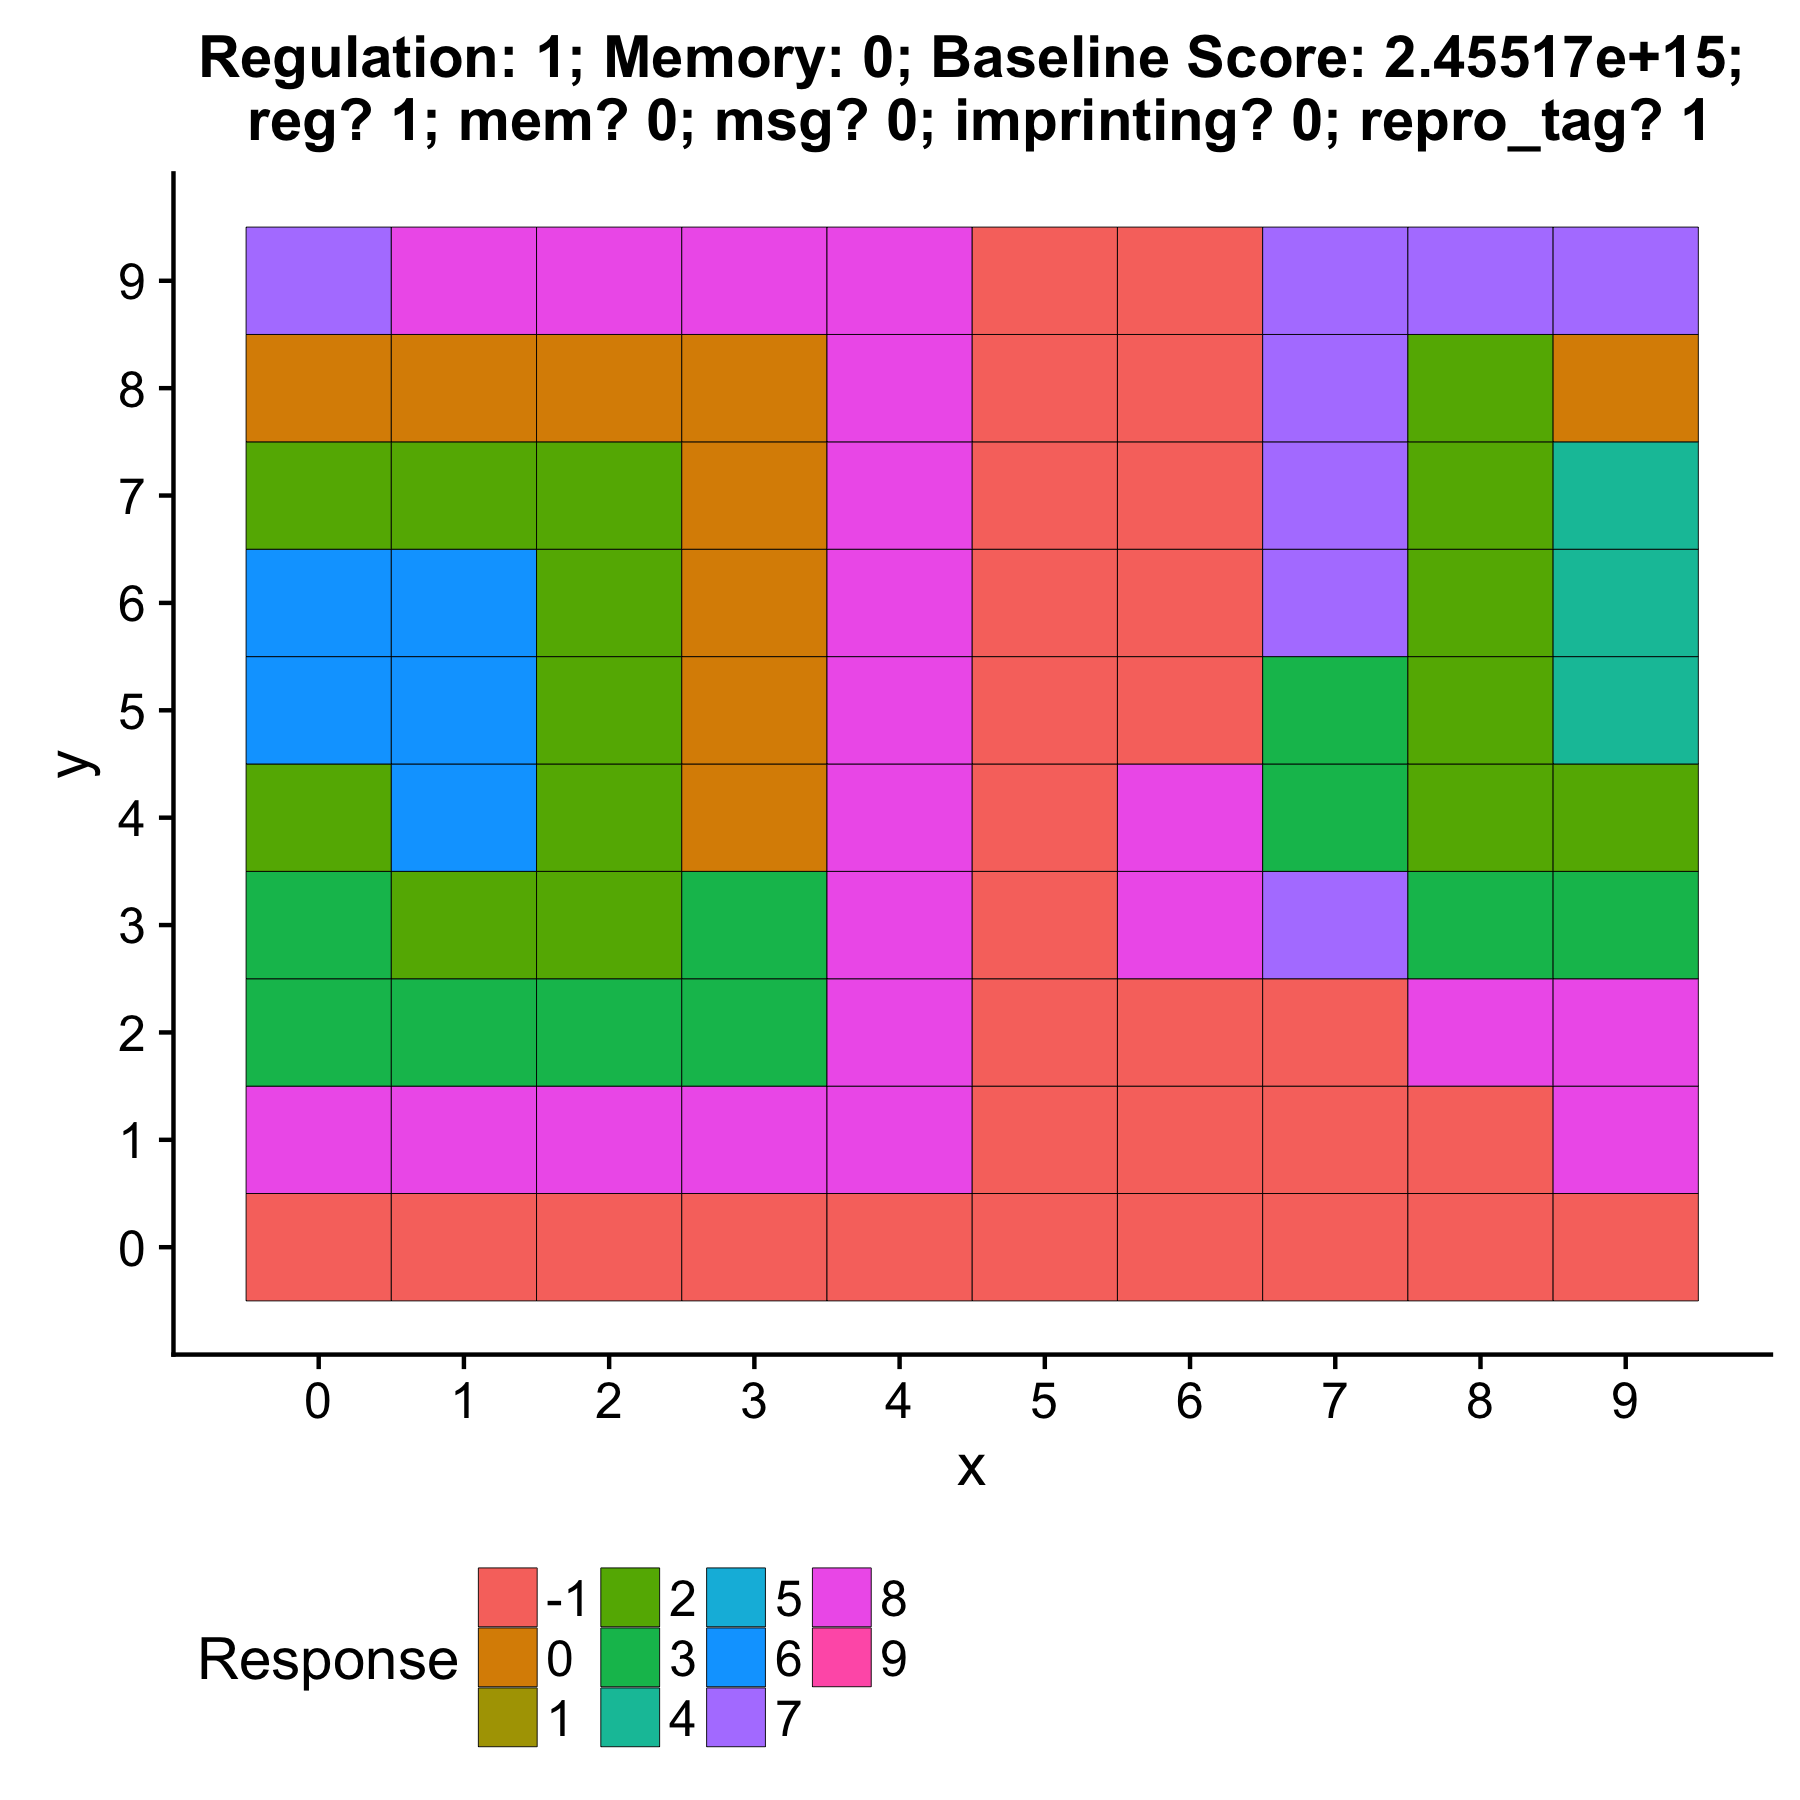 Regulation: 1; Memory: 0; Baseline Score: 2.45517e+15;
reg? 1; mem? 0; msg? 0; imprinting? 0; repro_tag? 1
9
8
7
6
5
4
3
2
1
0
y
0 1 2 3 4 5 6 7 8 9
x
Response
-1 2 5 8
0 3 6 9
1 4 7